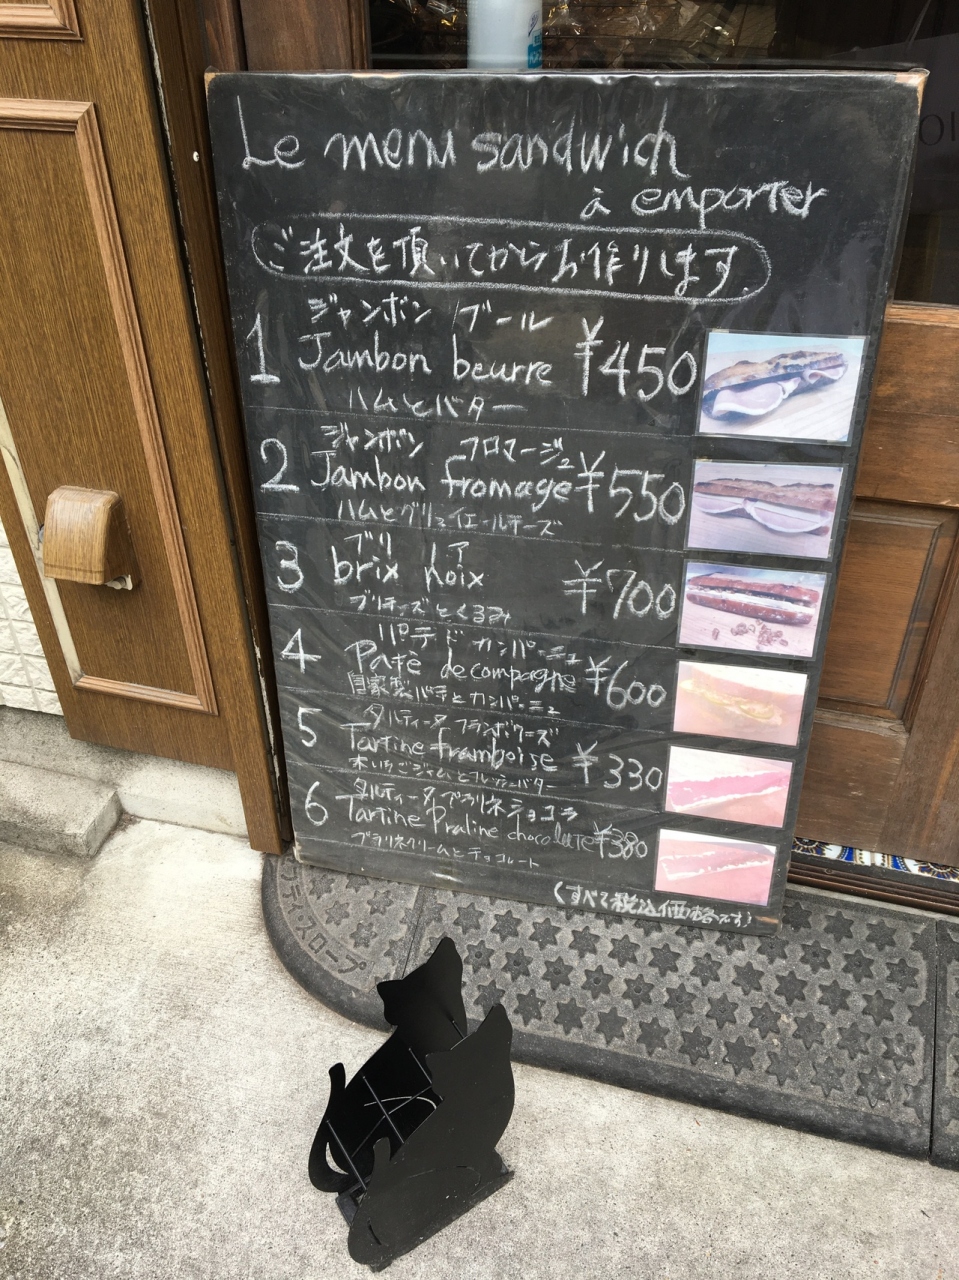 Le menu sandwich
à emporter
ご注文を頂いてからお作りします
ジャンボン ブール
1 Jambon beurre ¥450
ハムとバター
ジャンボン フロマージュ
2 Jambon fromage ¥550
ハムとグリュイエールチーズ
ブリ ア
3 brix noix ¥700
ブリチーズとくるみ
パテ ド カンパーニュ
4 Patè de compagne ¥600
自家製パテとカンパーニュ
タルティーヌ フランボワーズ
5 Tartine framboise ¥330
木いちごジャムとフレッシュバター
タルティーヌ プラリネ ショコラ
6 Tartine Praline chocolate ¥380
プラリネクリームとチョコレート
(すべて税込価格です)
スロープ